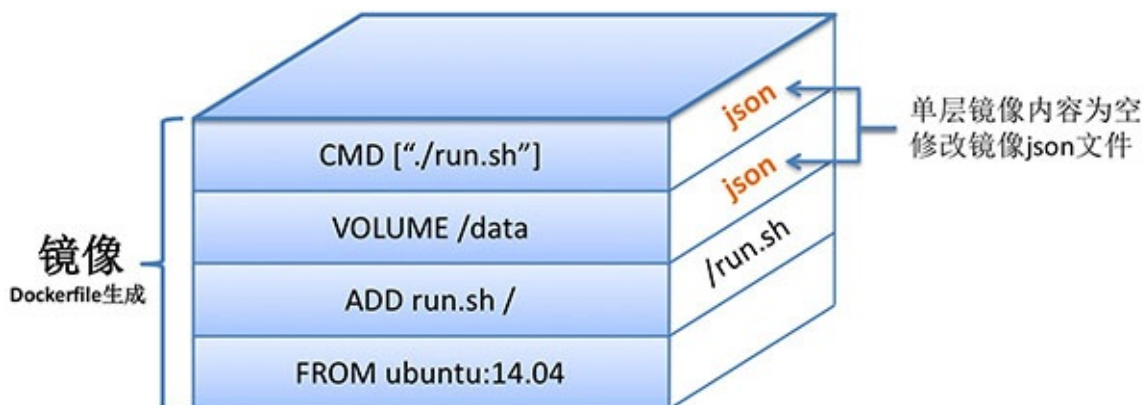 json
单层镜像内容为空
修改镜像json文件
CMD [“./run.sh”]
json
VOLUME /data
/run.sh
镜像
Dockerfile生成
ADD run.sh /
FROM ubuntu:14.04